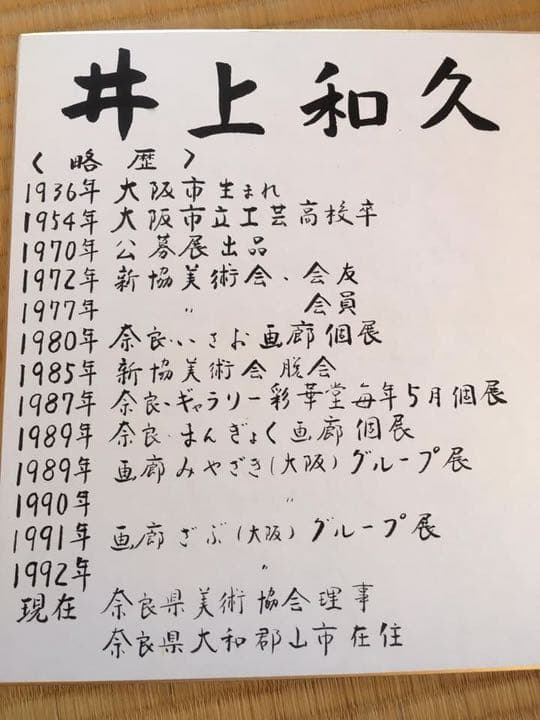 井上和久
〈略歴〉
1936年 大阪市生まれ
1954年 大阪市立工芸高校卒
1970年 公募展出品
1972年 新協美術会、会友
1977年 〃 会員
1980年 奈良・いさお画廊個展
1985年 新協美術会脱会
1987年 奈良・ギャラリー彩華堂毎年5月個展
1989年 奈良・まんぎょく画廊個展
1989年 画廊みやざき(大阪)グループ展
1990年 〃
1991年 画廊ざぶ(大阪)グループ展
1992年 〃
現在 奈良県美術協会理事
奈良県大和郡山市在住